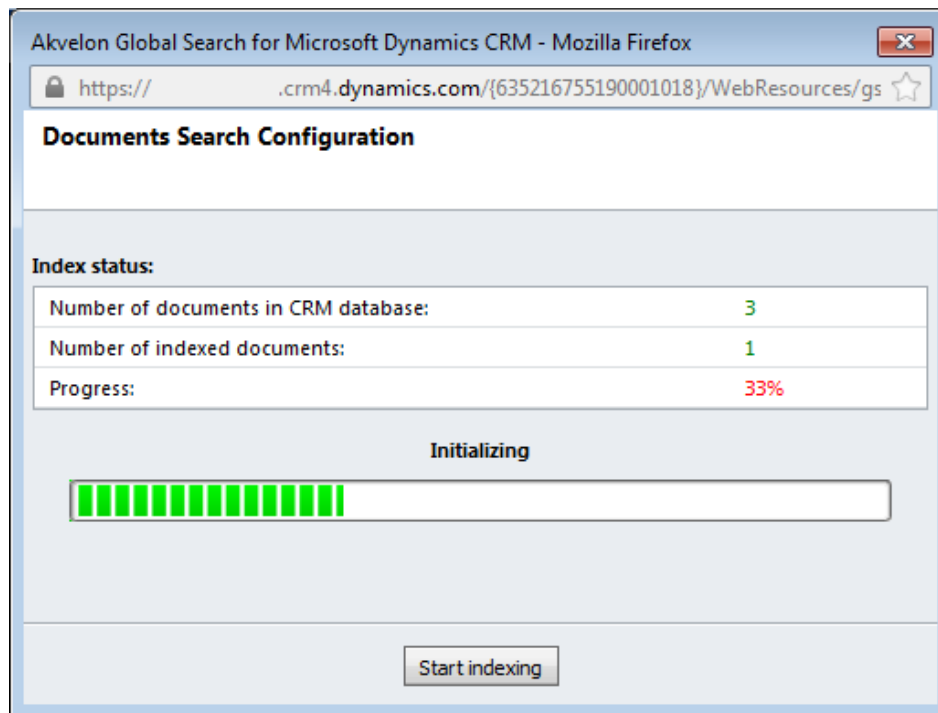 Akvelon Global Search for Microsoft Dynamics CRM - Mozilla Firefox
https:// .crm4.dynamics.com/{635216755190001018}/WebResources/gs
Documents Search Configuration
Index status:
Number of documents in CRM database: 3
Number of indexed documents: 1
Progress: 33%
Initializing
Start indexing